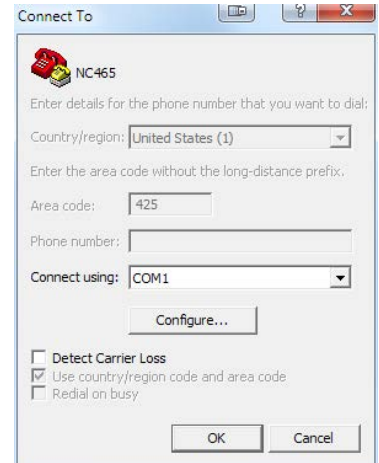 Connect To
NC465
Enter details for the phone number that you want to dial:
Country/region: United States (1)
Enter the area code without the long-distance prefix.
Area code: 425
Phone number:
Connect using: COM1
Configure...
Detect Carrier Loss
Use country/region code and area code
Redial on busy
OK Cancel